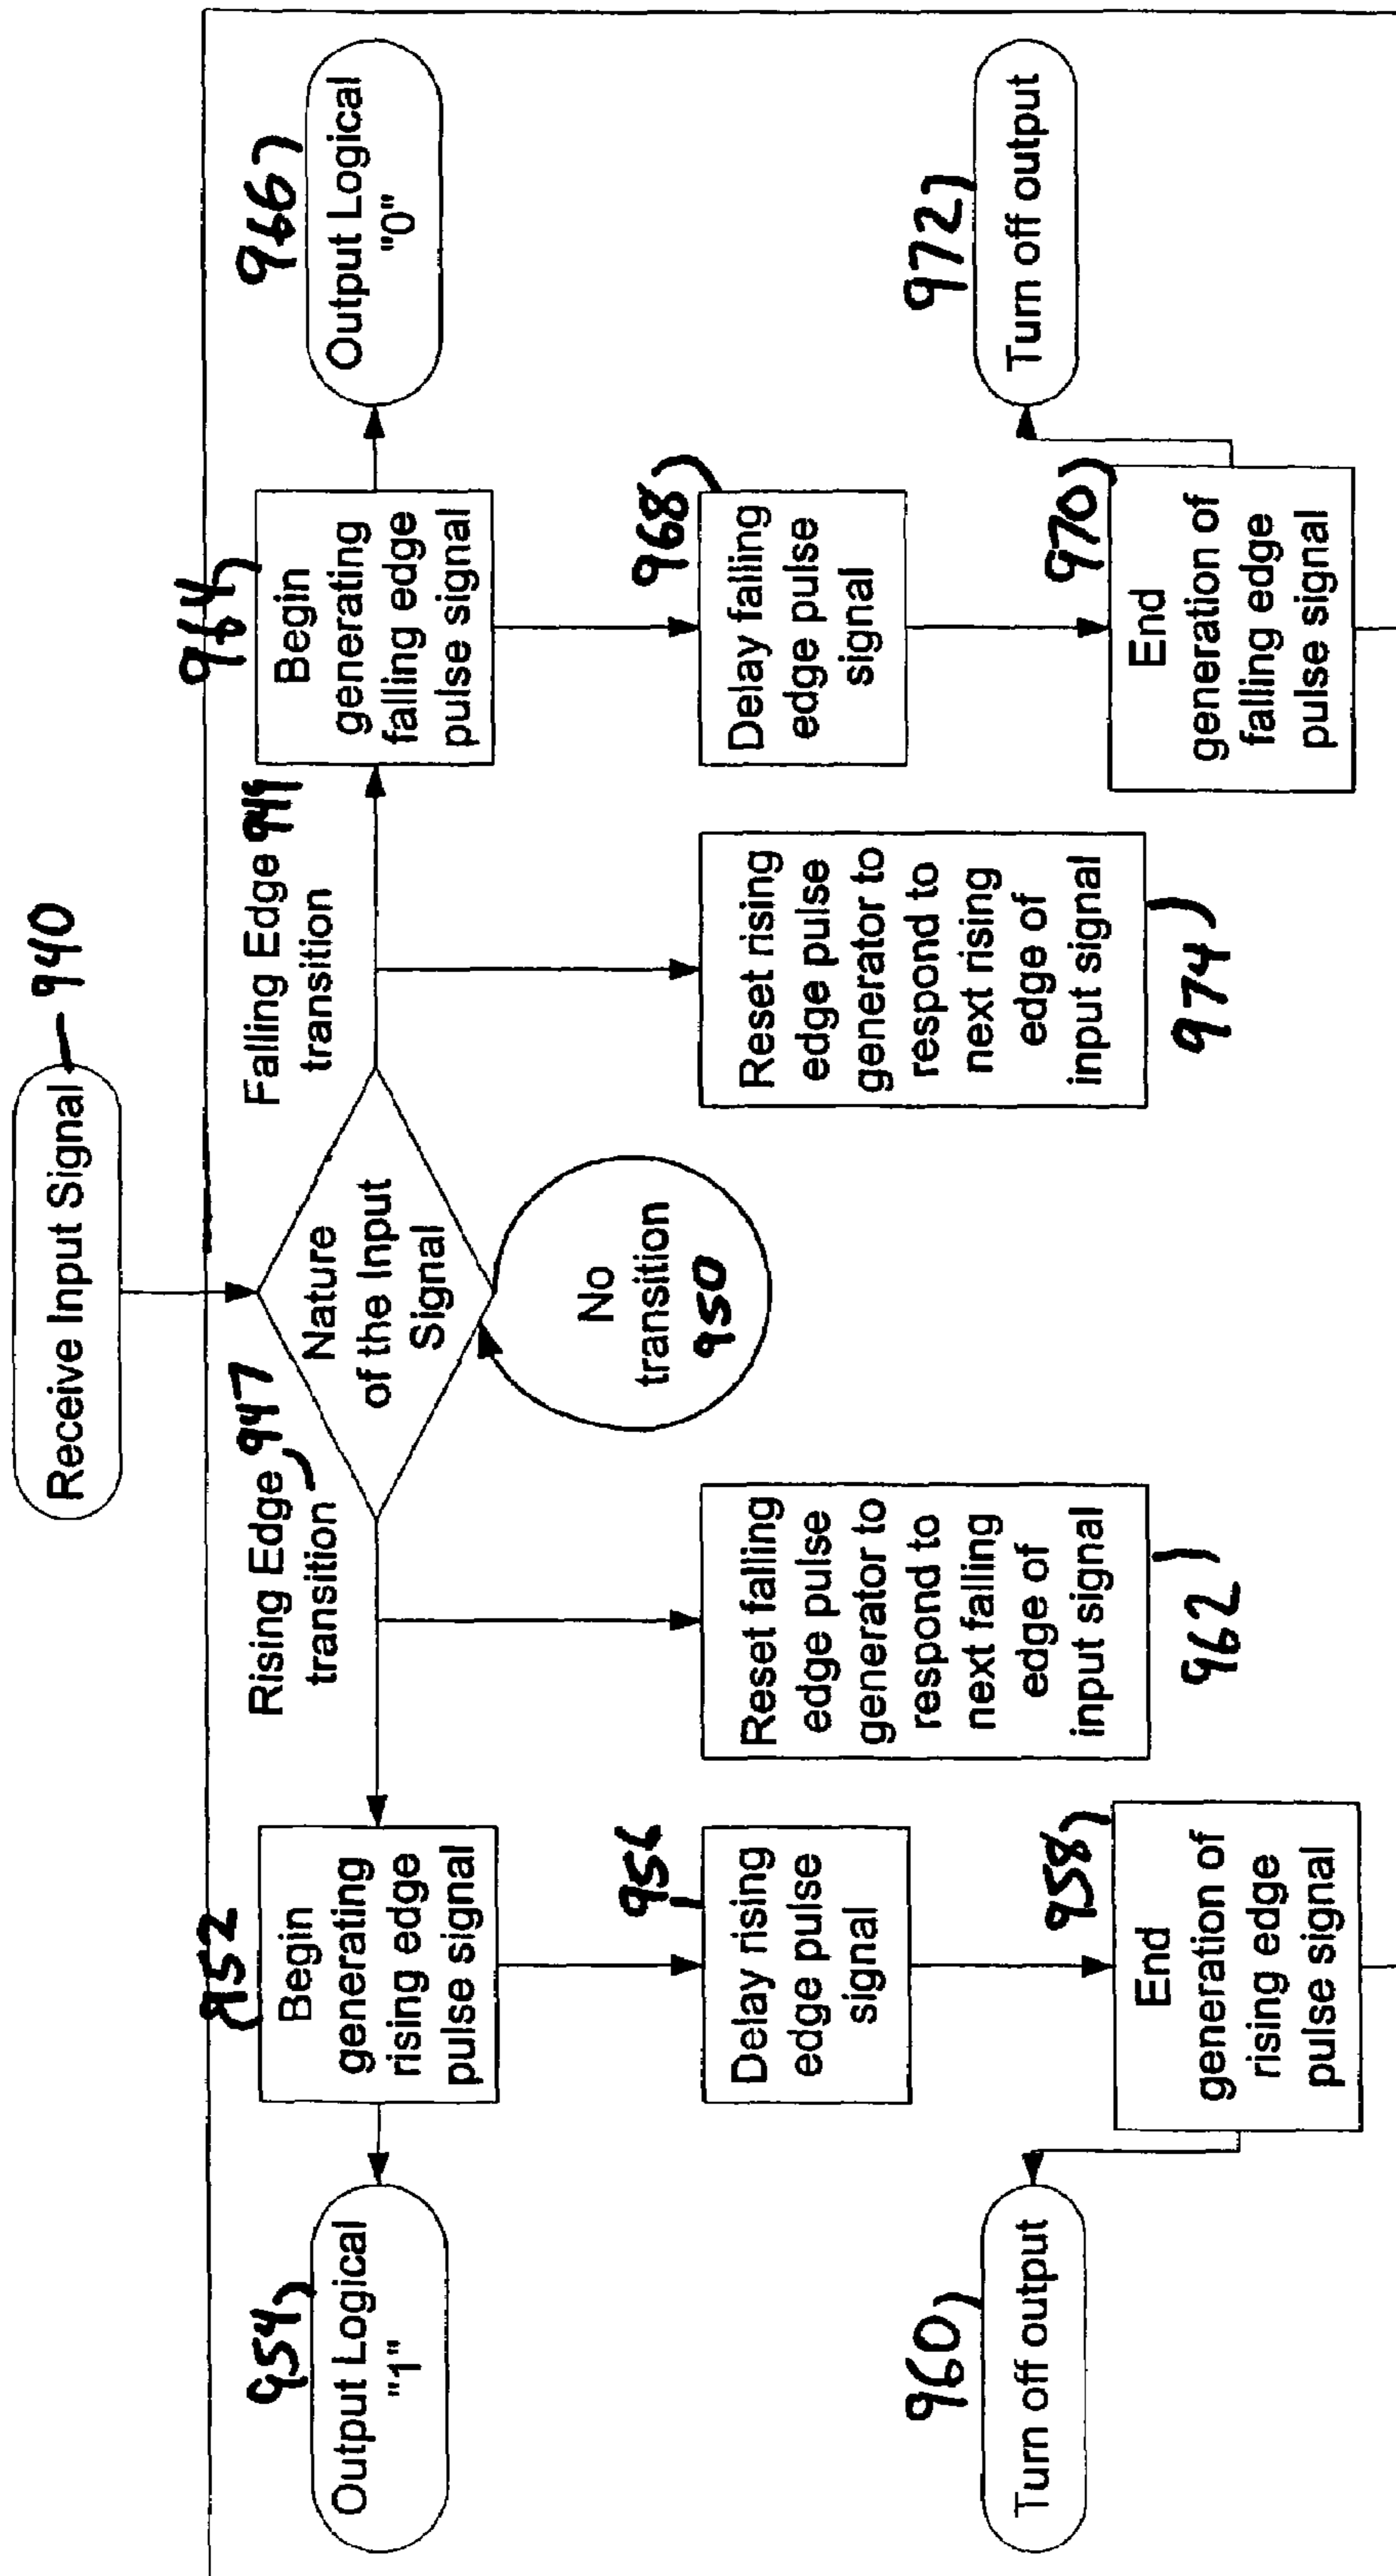 Receive Input Signal 940
Rising Edge 947
transition
Nature
of the Input
Signal
Falling Edge 949
transition
No
transition
950
952
Begin
generating
rising edge
pulse signal
954
Output Logical
"1"
956
Delay rising
edge pulse
signal
958
End
generation of
rising edge
pulse signal
960
Turn off output
Reset falling
edge pulse
generator to
respond to
next falling
edge of
input signal
962
964
Begin
generating
falling edge
pulse signal
966
Output Logical
"0"
968
Delay falling
edge pulse
signal
970
End
generation of
falling edge
pulse signal
972
Turn off output
Reset rising
edge pulse
generator to
respond to
next rising
edge of
input signal
974